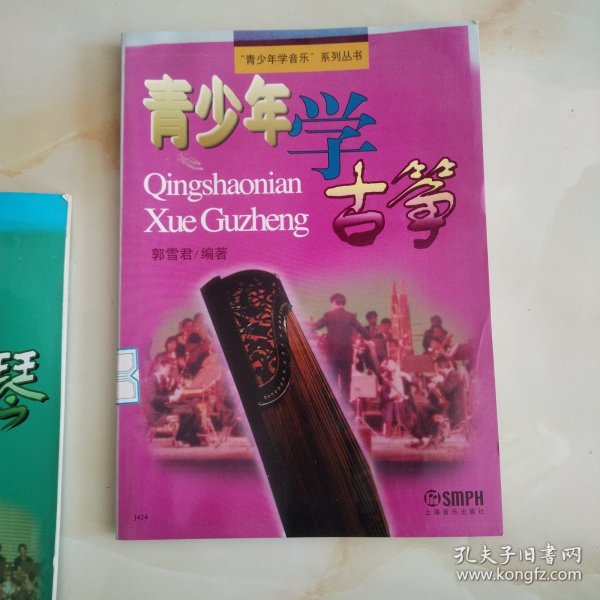 "青少年学音乐"系列丛书
青少年学古筝
Qingshaonian
Xue Guzheng
郭雪君/编著
J424
SMPH
上海音乐出版社
琴
孔夫子旧书网
www.kongfz.com